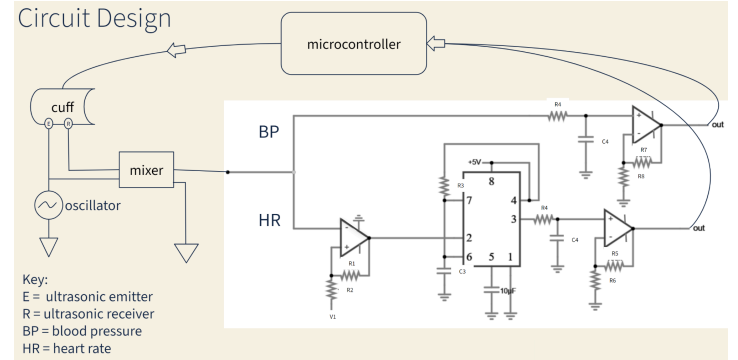 Circuit Design
microcontroller
cuff
E R
mixer
oscillator
BP
HR
R4
C4
+
-
R7
R8
out
+5V
R3
8
7
4
3
2
6
5
1
C3
10µF
R4
C4
+
-
R5
R6
out
-
+
R1
R2
V1
Key:
E = ultrasonic emitter
R = ultrasonic receiver
BP = blood pressure
HR = heart rate